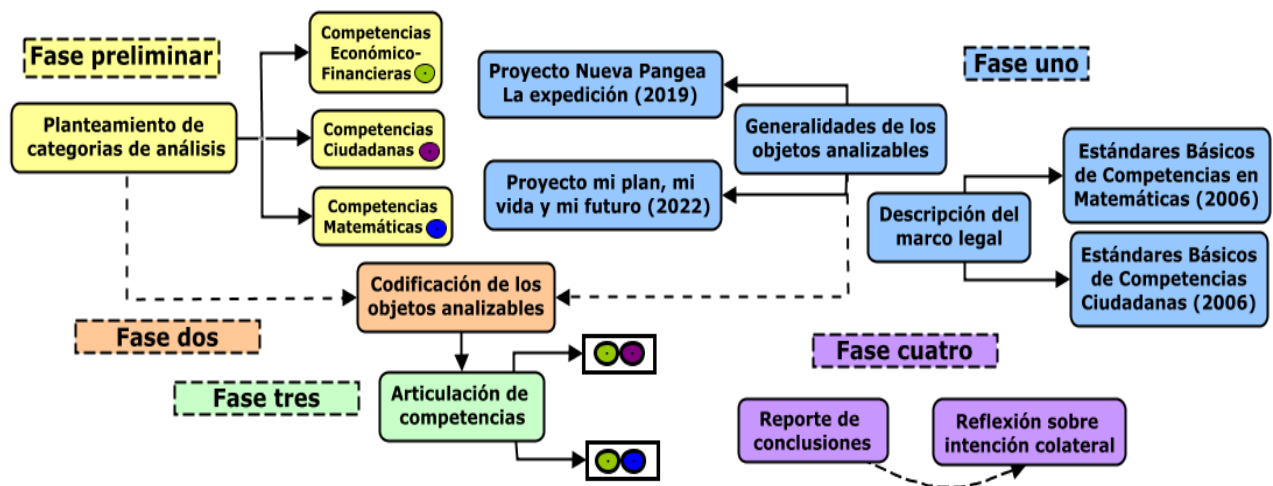 Fase preliminar
Planteamiento de
categorias de análisis
Competencias
Económico-
Financieras
Competencias
Ciudadanas
Competencias
Matemáticas
Fase uno
Proyecto Nueva Pangea
La expedición (2019)
Generalidades de los
objetos analizables
Proyecto mi plan, mi
vida y mi futuro (2022)
Descripción del
marco legal
Estándares Básicos
de Competencias en
Matemáticas (2006)
Estándares Básicos
de Competencias
Ciudadanas (2006)
Fase dos
Codificación de los
objetos analizables
Fase tres
Articulación de
competencias
Fase cuatro
Reporte de
conclusiones
Reflexión sobre
intención colateral